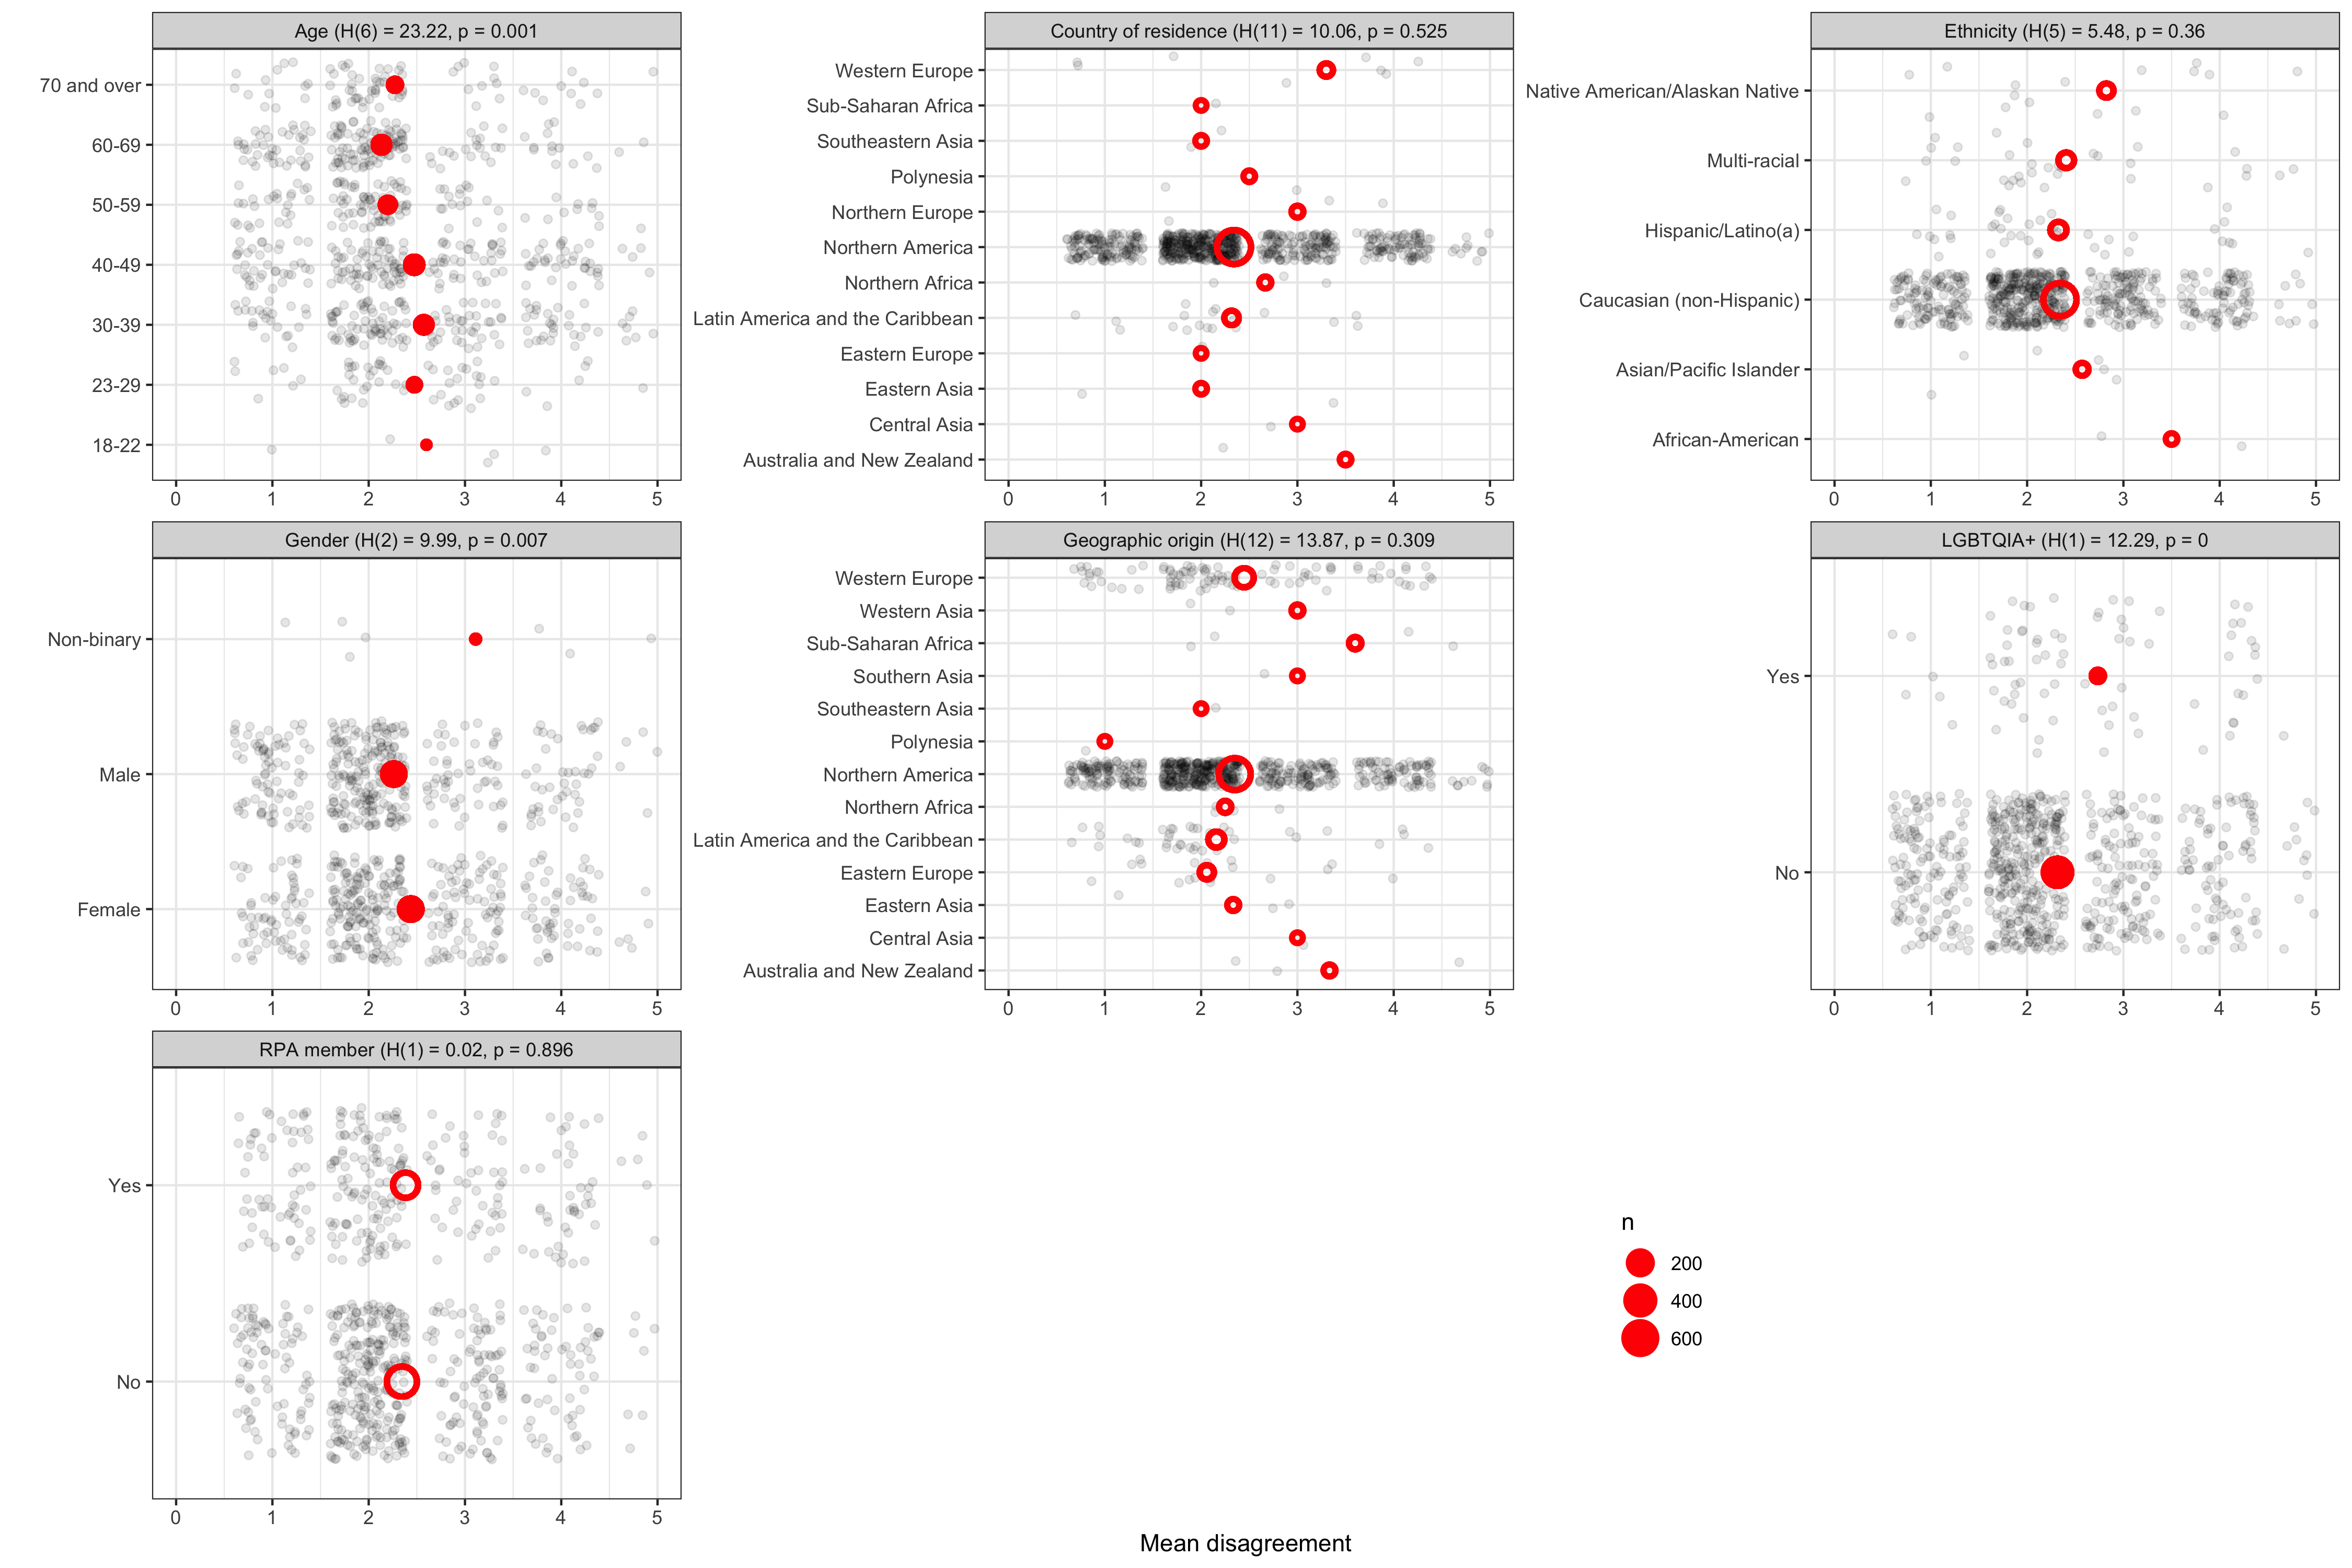 Age (H(6) = 23.22, p = 0.001
70 and over
60-69
50-59
40-49
30-39
23-29
18-22
0 1 2 3 4 5
Country of residence (H(11) = 10.06, p = 0.525
Western Europe
Sub-Saharan Africa
Southeastern Asia
Polynesia
Northern Europe
Northern America
Northern Africa
Latin America and the Caribbean
Eastern Europe
Eastern Asia
Central Asia
Australia and New Zealand
0 1 2 3 4 5
Ethnicity (H(5) = 5.48, p = 0.36
Native American/Alaskan Native
Multi-racial
Hispanic/Latino(a)
Caucasian (non-Hispanic)
Asian/Pacific Islander
African-American
0 1 2 3 4 5
Gender (H(2) = 9.99, p = 0.007
Non-binary
Male
Female
0 1 2 3 4 5
Geographic origin (H(12) = 13.87, p = 0.309
Western Europe
Western Asia
Sub-Saharan Africa
Southern Asia
Southeastern Asia
Polynesia
Northern America
Northern Africa
Latin America and the Caribbean
Eastern Europe
Eastern Asia
Central Asia
Australia and New Zealand
0 1 2 3 4 5
LGBTQIA+ (H(1) = 12.29, p = 0
Yes
No
0 1 2 3 4 5
RPA member (H(1) = 0.02, p = 0.896
Yes
No
0 1 2 3 4 5
n
200
400
600
Mean disagreement